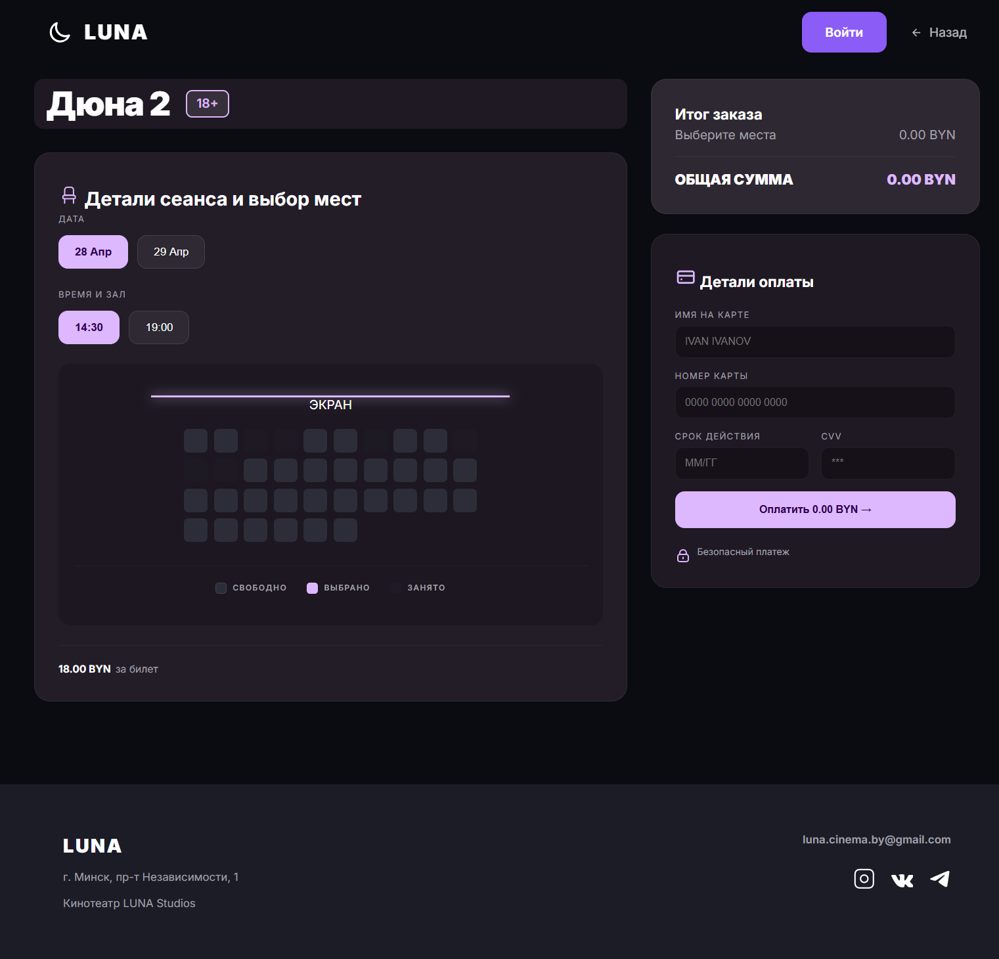 LUNA
Войти
← Назад
Дюна 2
18+
Детали сеанса и выбор мест
ДАТА
28 Апр
29 Апр
ВРЕМЯ И ЗАЛ
14:30
19:00
ЭКРАН
СВОБОДНО
ВЫБРАНО
ЗАНЯТО
18.00 BYN за билет
Итог заказа
Выберите места 0.00 BYN
ОБЩАЯ СУММА 0.00 BYN
Детали оплаты
ИМЯ НА КАРТЕ
IVAN IVANOV
НОМЕР КАРТЫ
0000 0000 0000 0000
СРОК ДЕЙСТВИЯ
ММ/ГГ
CVV
***
Оплатить 0.00 BYN →
Безопасный платеж
LUNA
г. Минск, пр-т Независимости, 1
Кинотеатр LUNA Studios
luna.cinema.by@gmail.com